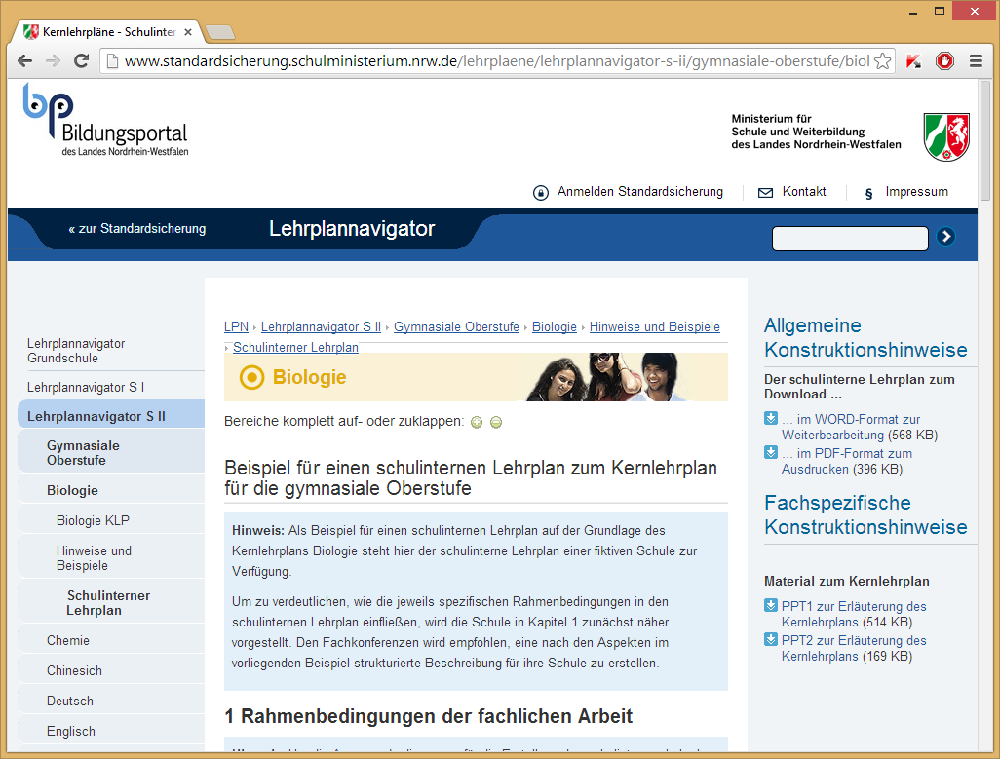 Kernlehrpläne - Schulinter
www.standardsicherung.schulministerium.nrw.de/lehrplaene/lehrplannavigator-s-ii/gymnasiale-oberstufe/biol
bp
Bildungsportal
des Landes Nordrhein-Westfalen
Ministerium für
Schule und Weiterbildung
des Landes Nordrhein-Westfalen
Anmelden Standardsicherung
Kontakt
§ Impressum
« zur Standardsicherung
Lehrplannavigator
Lehrplannavigator
Grundschule
Lehrplannavigator S I
Lehrplannavigator S II
Gymnasiale
Oberstufe
Biologie
Biologie KLP
Hinweise und
Beispiele
Schulinterner
Lehrplan
Chemie
Chinesich
Deutsch
Englisch
LPN › Lehrplannavigator S II › Gymnasiale Oberstufe › Biologie › Hinweise und Beispiele
› Schulinterner Lehrplan
Biologie
Bereiche komplett auf- oder zuklappen:
Beispiel für einen schulinternen Lehrplan zum Kernlehrplan
für die gymnasiale Oberstufe
Hinweis: Als Beispiel für einen schulinternen Lehrplan auf der Grundlage des
Kernlehrplans Biologie steht hier der schulinterne Lehrplan einer fiktiven Schule zur
Verfügung.
Um zu verdeutlichen, wie die jeweils spezifischen Rahmenbedingungen in den
schulinternen Lehrplan einfließen, wird die Schule in Kapitel 1 zunächst näher
vorgestellt. Den Fachkonferenzen wird empfohlen, eine nach den Aspekten im
vorliegenden Beispiel strukturierte Beschreibung für ihre Schule zu erstellen.
1 Rahmenbedingungen der fachlichen Arbeit
Allgemeine
Konstruktionshinweise
Der schulinterne Lehrplan zum
Download ...
... im WORD-Format zur
Weiterbearbeitung (568 KB)
... im PDF-Format zum
Ausdrucken (396 KB)
Fachspezifische
Konstruktionshinweise
Material zum Kernlehrplan
PPT1 zur Erläuterung des
Kernlehrplans (514 KB)
PPT2 zur Erläuterung des
Kernlehrplans (169 KB)